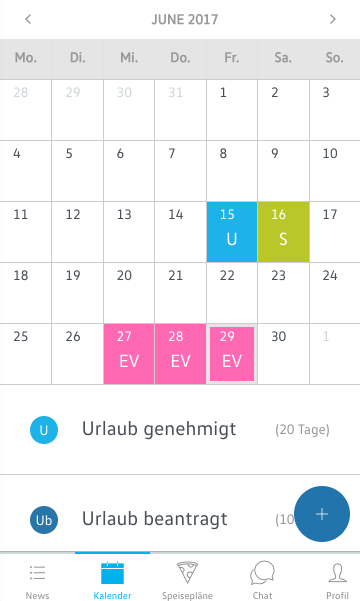 JUNE 2017
Mo. Di. Mi. Do. Fr. Sa. So.
28 29 30 31 1 2 3
4 5 6 7 8 9 10
11 12 13 14 15 16 17
U S
18 19 20 21 22 23 24
25 26 27 28 29 30 1
EV EV EV
U Urlaub genehmigt (20 Tage)
Ub Urlaub beantragt (10
News Kalender Speisepläne Chat Profil